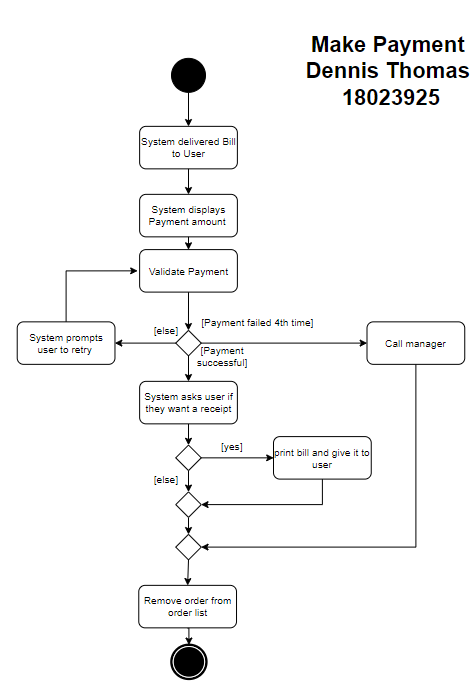 Make Payment
Dennis Thomas
18023925
System delivered Bill
to User
System displays
Payment amount
Validate Payment
[Payment failed 4th time]
[else]
System prompts
user to retry
[Payment
successful]
Call manager
System asks user if
they want a receipt
[yes]
print bill and give it to
user
[else]
Remove order from
order list